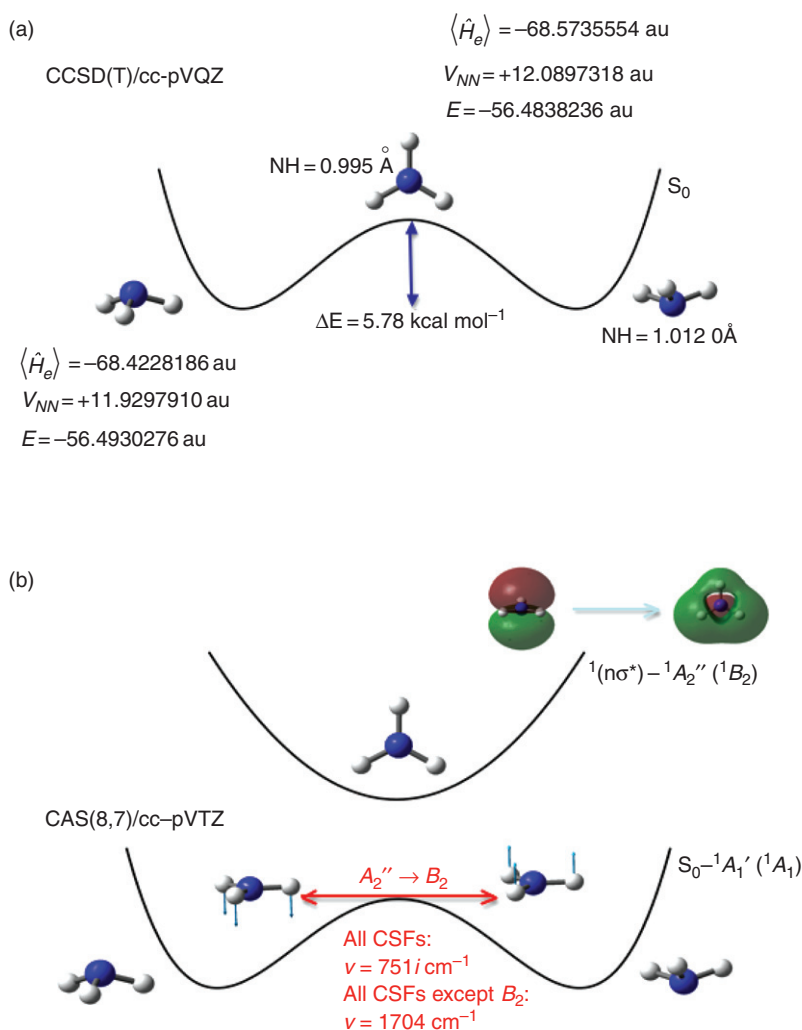 (a)
CCSD(T)/cc-pVQZ
⟨Ĥe⟩ = −68.5735554 au
VNN = +12.0897318 au
E = −56.4838236 au
NH = 0.995 Å
S0
ΔE = 5.78 kcal mol−1
NH = 1.012 0Å
⟨Ĥe⟩ = −68.4228186 au
VNN = +11.9297910 au
E = −56.4930276 au
(b)
1(nσ*) – 1A2″ (1B2)
CAS(8,7)/cc–pVTZ
A2″ → B2
S0–1A1′ (1A1)
All CSFs:
ν = 751i cm−1
All CSFs except B2:
ν = 1704 cm−1